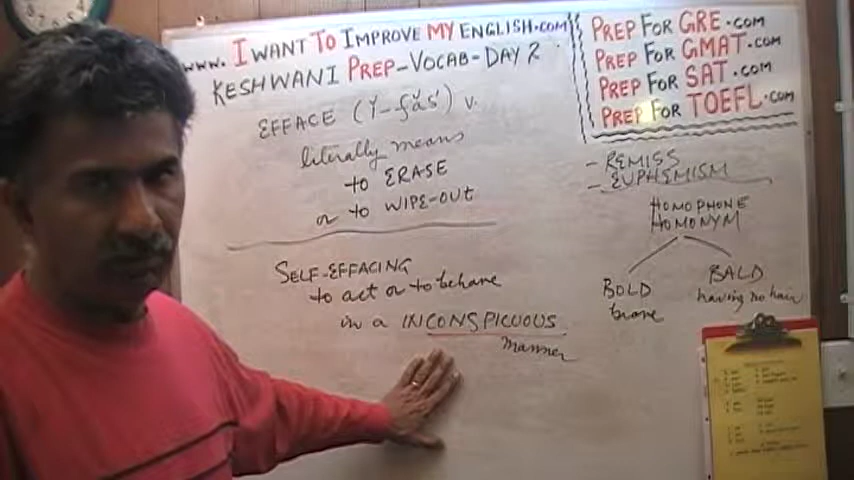 www. I WANT TO IMPROVE MY ENGLISH.COM
KESHWANI PREP-VOCAB-DAY 2
EFFACE (ĭ-fās′) v.
literally means
to ERASE
or to WIPE-OUT
SELF-EFFACING
to act or to behave
in a INCONSPICUOUS
manner
PREP FOR GRE.COM
PREP FOR GMAT.COM
PREP FOR SAT.COM
PREP FOR TOEFL.COM
- REMISS
- EUPHEMISM
HOMOPHONE
HOMONYM
BOLD
brave
BALD
having no hair